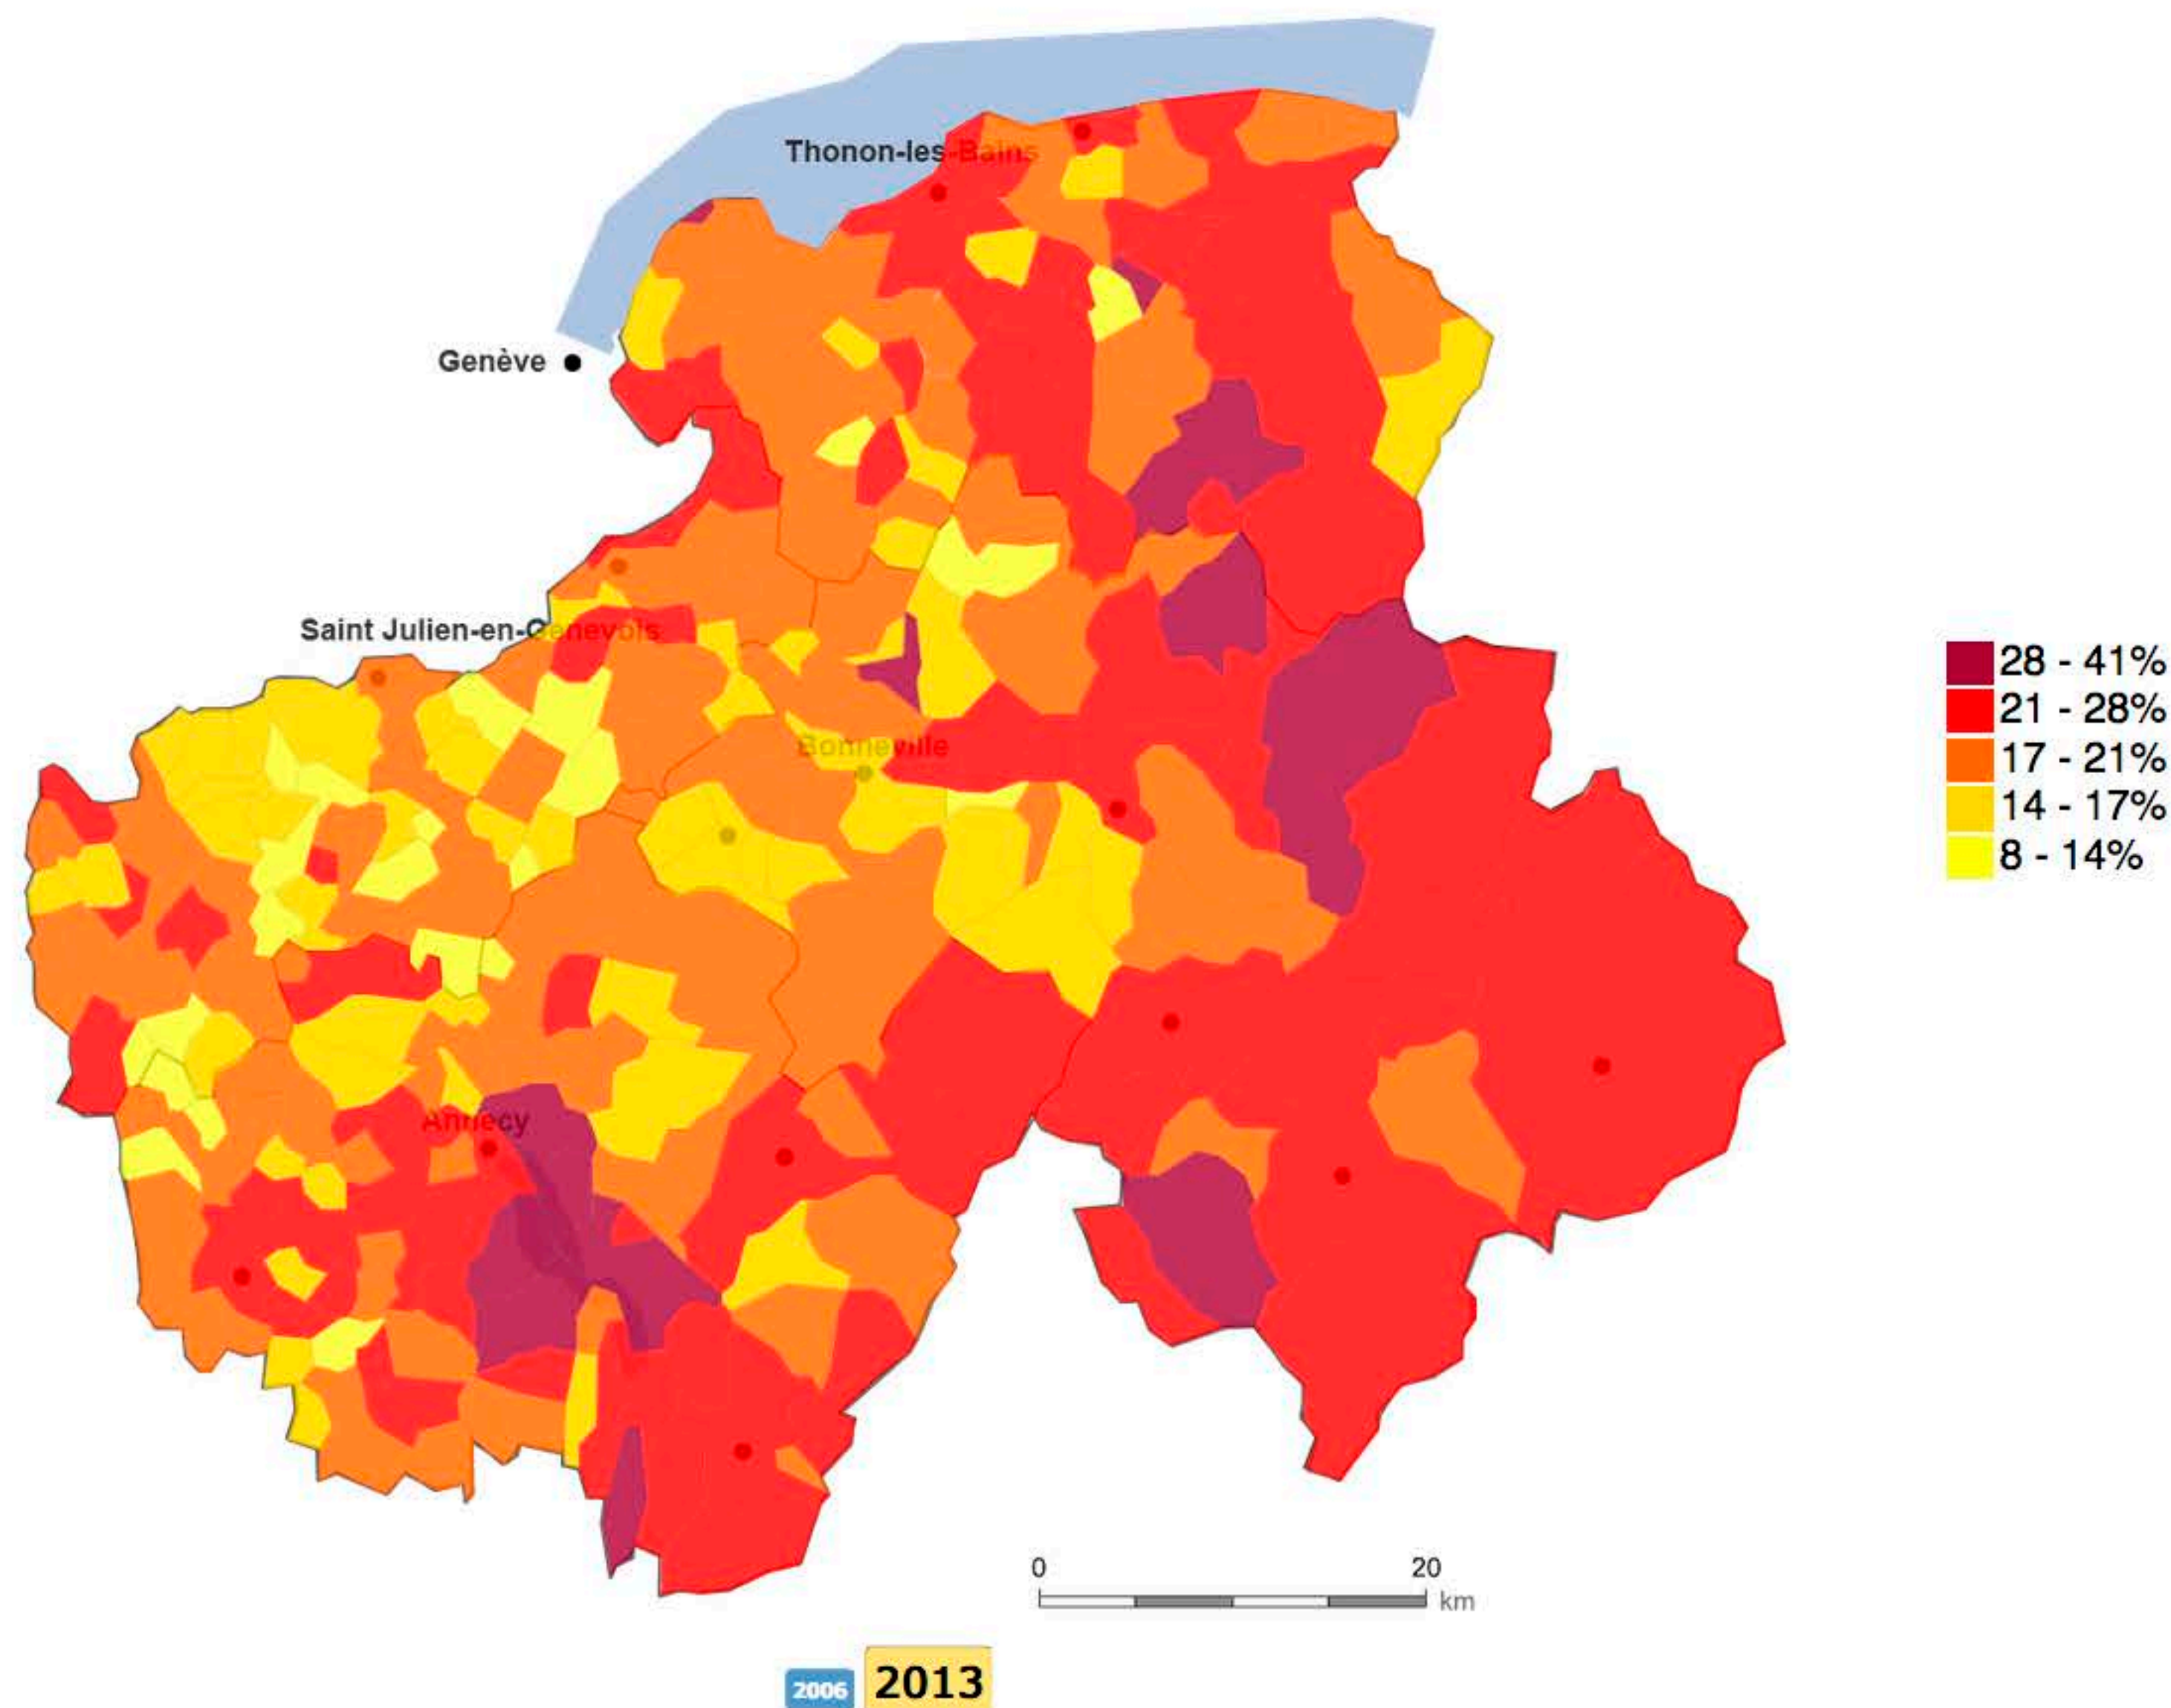 Thonon-les-Bains
Genève
Saint Julien-en-Genevois
Bonneville
Annecy
28 - 41%
21 - 28%
17 - 21%
14 - 17%
8 - 14%
0 20
km
2006 2013